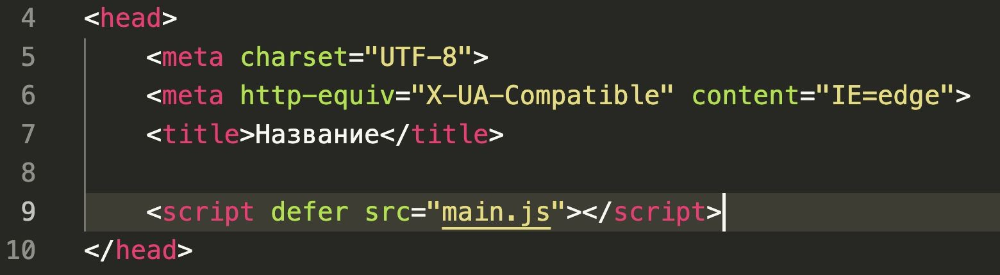 4 <head>
5 <meta charset="UTF-8">
6 <meta http-equiv="X-UA-Compatible" content="IE=edge">
7 <title>Название</title>
8
9 <script defer src="main.js"></script>
10 </head>